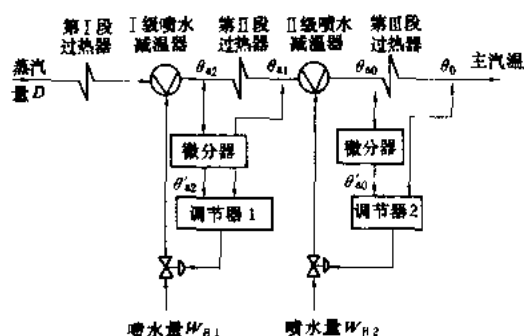 第Ⅰ段
过热器
Ⅰ级喷水
减温器
第Ⅱ段
过热器
Ⅱ级喷水
减温器
第Ⅲ段
过热器
蒸汽
量D
θa2
θa1
θa0
θ0
主汽温
微分器
微分器
θ'a2
θ'a0
调节器1
调节器2
喷水量WB1
喷水量WB2